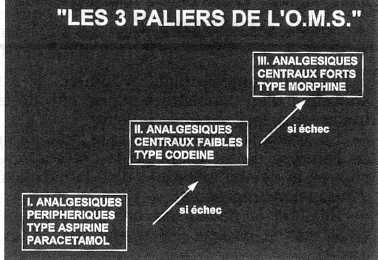 "LES 3 PALIERS DE L'O.M.S."
III. ANALGESIQUES
CENTRAUX FORTS
TYPE MORPHINE
si échec
II. ANALGESIQUES
CENTRAUX FAIBLES
TYPE CODEINE
si échec
I. ANALGESIQUES
PERIPHERIQUES
TYPE ASPIRINE
PARACETAMOL